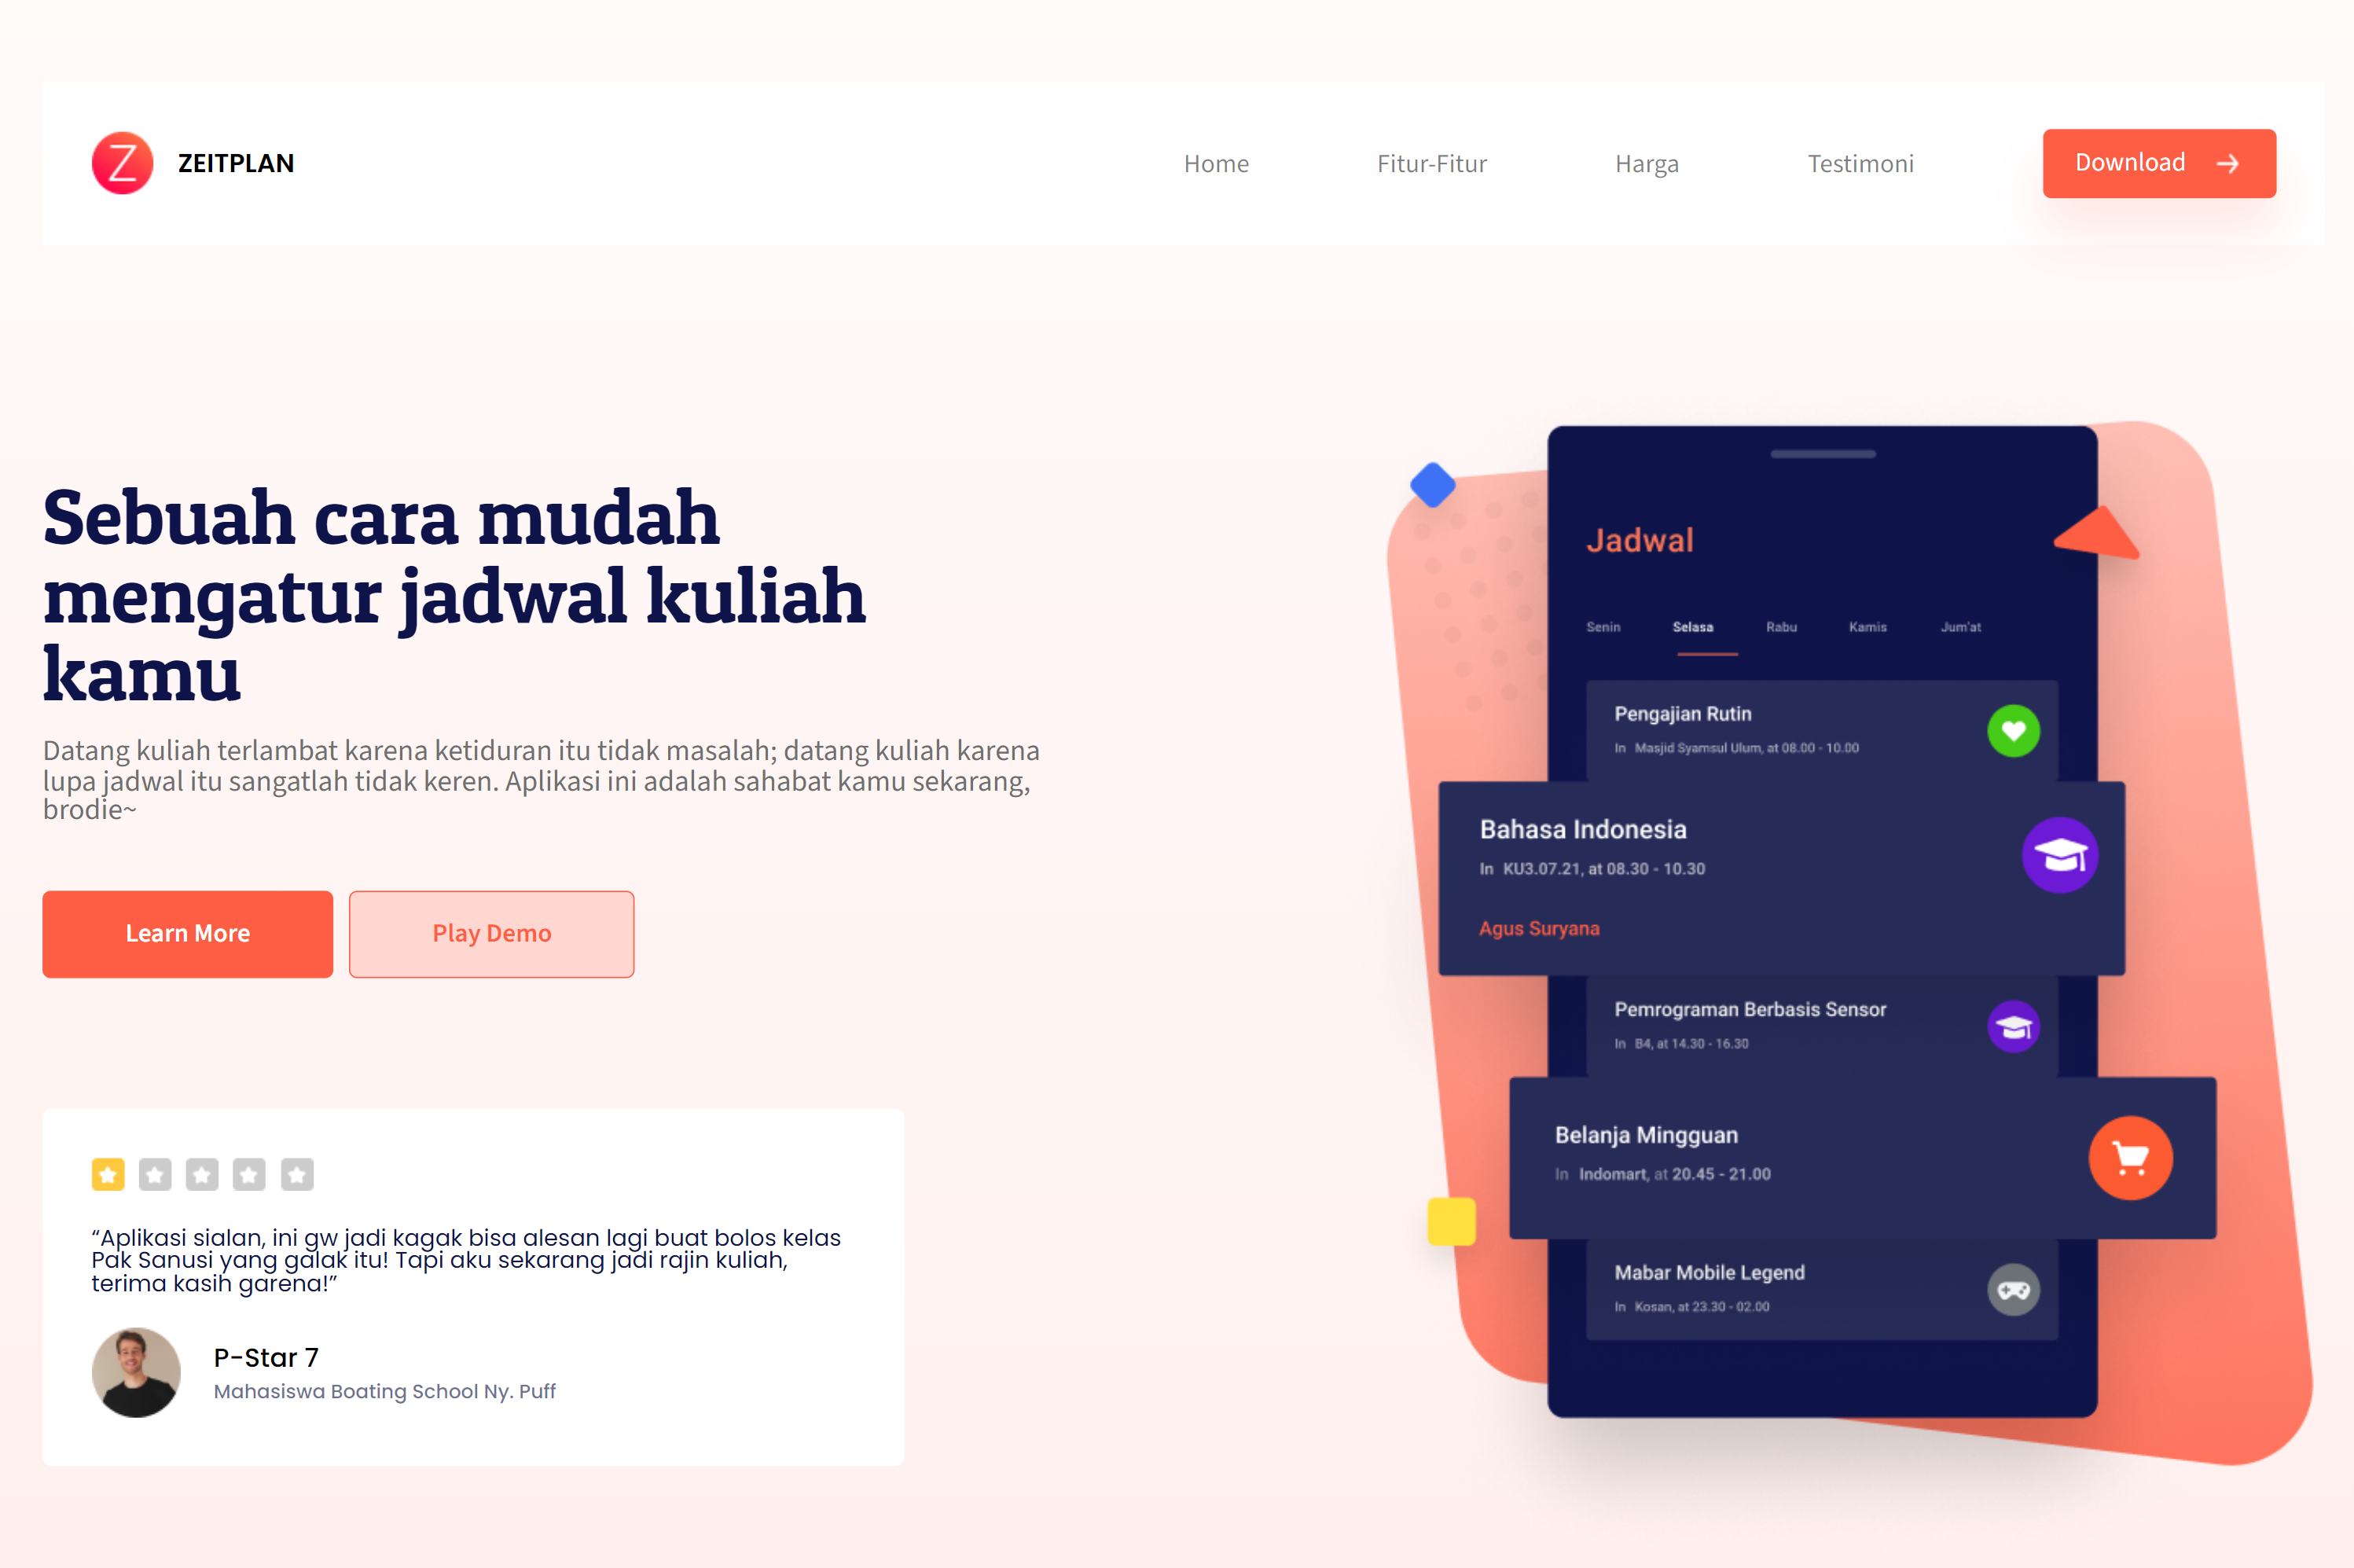 Z ZEITPLAN
Home Fitur-Fitur Harga Testimoni Download
Sebuah cara mudah
mengatur jadwal kuliah
kamu
Datang kuliah terlambat karena ketiduran itu tidak masalah; datang kuliah karena
lupa jadwal itu sangatlah tidak keren. Aplikasi ini adalah sahabat kamu sekarang,
brodie~
Learn More Play Demo
“Aplikasi sialan, ini gw jadi kagak bisa alesan lagi buat bolos kelas
Pak Sanusi yang galak itu! Tapi aku sekarang jadi rajin kuliah,
terima kasih garena!”
P-Star 7
Mahasiswa Boating School Ny. Puff
Jadwal
Senin Selasa Rabu Kamis Jum'at
Pengajian Rutin
In Masjid Syamsul Ulum, at 08.00 - 10.00
Bahasa Indonesia
In KU3.07.21, at 08.30 - 10.30
Agus Suryana
Pemrograman Berbasis Sensor
In B4, at 14.30 - 16.30
Belanja Mingguan
In Indomart, at 20.45 - 21.00
Mabar Mobile Legend
In Kosan, at 23.30 - 02.00